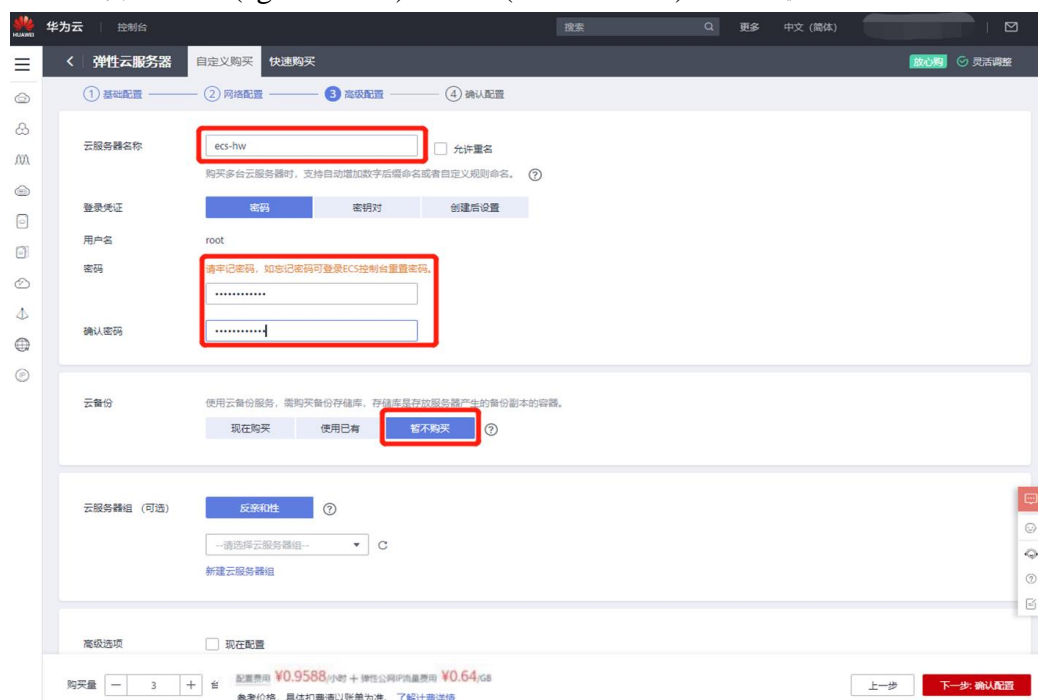 HUAWEI 华为云 控制台 搜索 更多 中文 (简体)
弹性云服务器 自定义购买 快速购买 放心购 灵活调整
1 基础配置 2 网络配置 3 高级配置 4 确认配置
云服务器名称 ecs-hw 允许重名
购买多台云服务器时，支持自动增加数字后缀命名或者自定义规则命名。
登录凭证 密码 密钥对 创建后设置
用户名 root
密码 请牢记密码，如忘记密码可登录ECS控制台重置密码。
••••••••••••
确认密码 ••••••••••••
云备份 使用云备份服务，需购买备份存储库，存储库是存放服务器产生的备份副本的容器。
现在购买 使用已有 暂不购买
云服务器组 (可选) 反亲和性
--请选择云服务器组--
新建云服务器组
高级选项 现在配置
购买量 3 台 配置费用 ¥0.9588/小时 + 弹性公网IP流量费用 ¥0.64/GB 上一步 下一步: 确认配置
参考价格，具体扣费请以账单为准。 了解计费详情